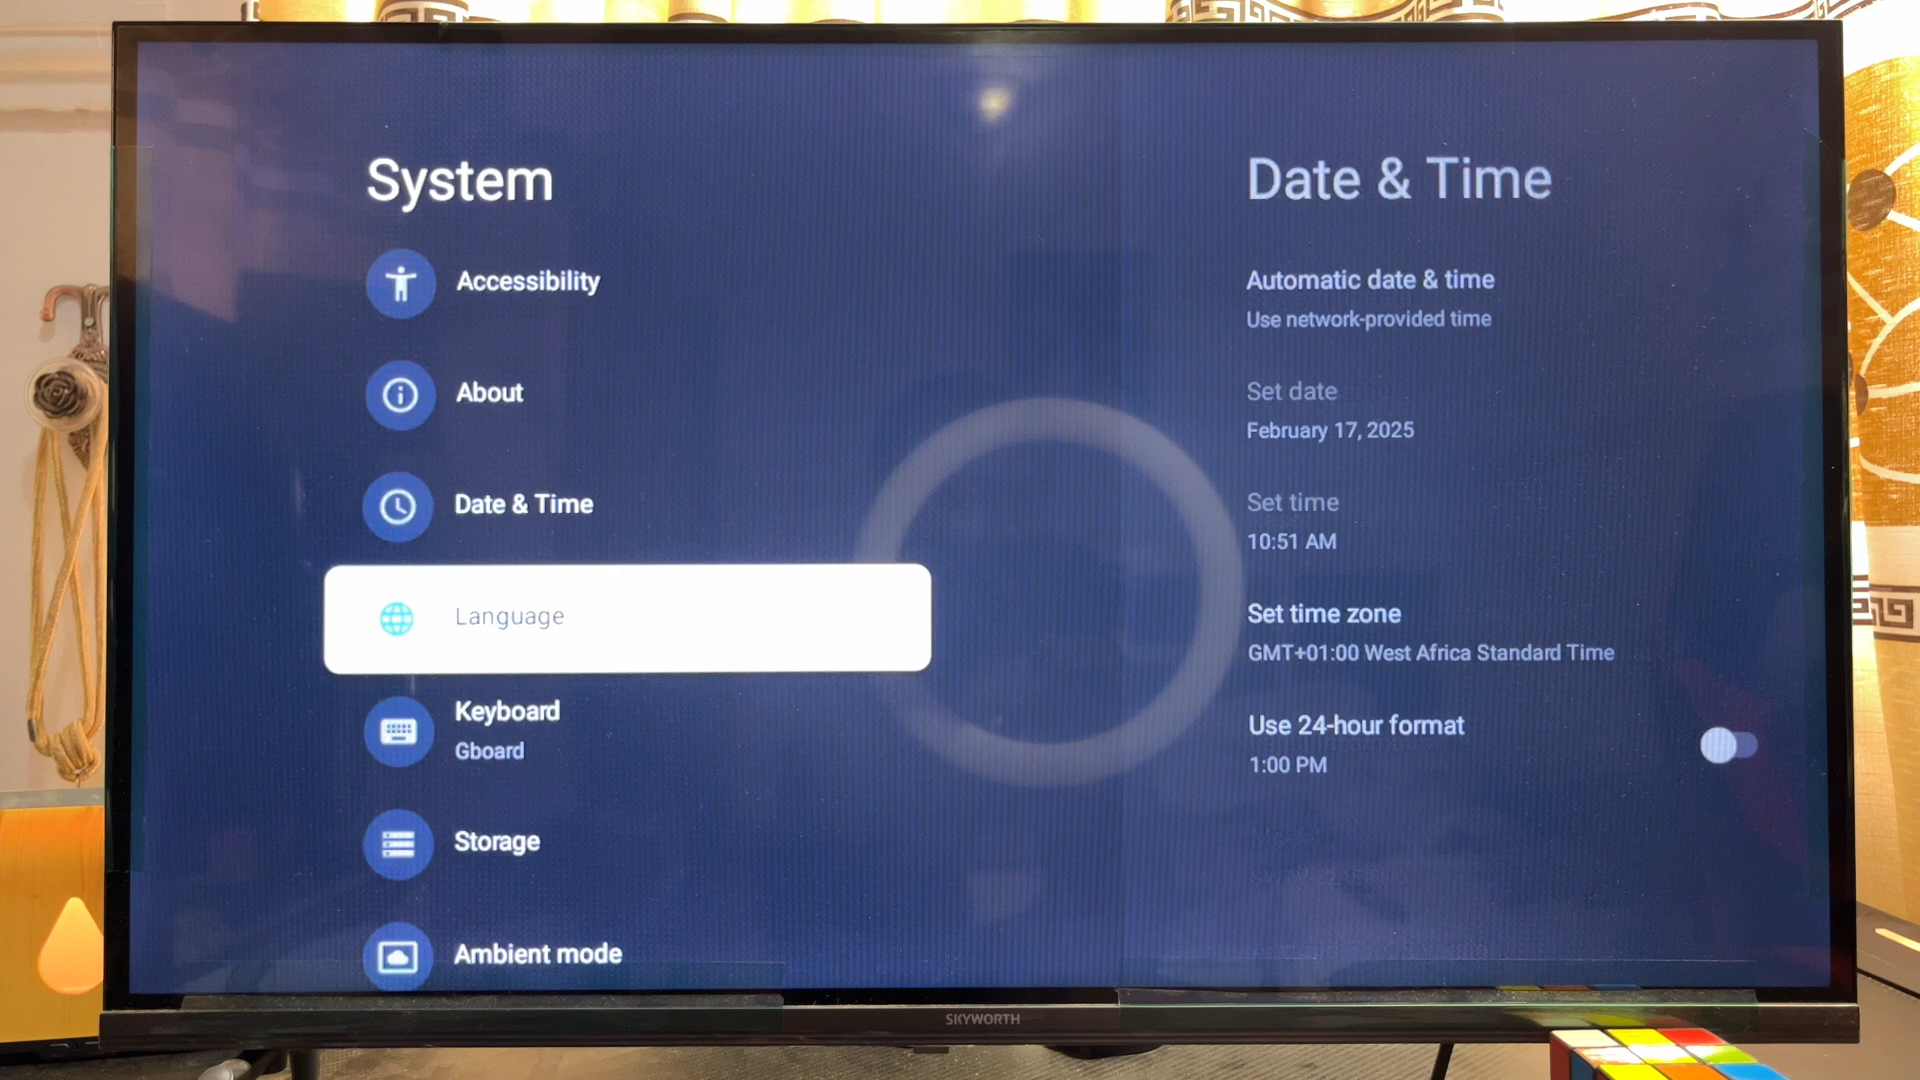 System
Accessibility
About
Date & Time
Language
Keyboard
Gboard
Storage
Ambient mode
Date & Time
Automatic date & time
Use network-provided time
Set date
February 17, 2025
Set time
10:51 AM
Set time zone
GMT+01:00 West Africa Standard Time
Use 24-hour format
1:00 PM
SKYWORTH